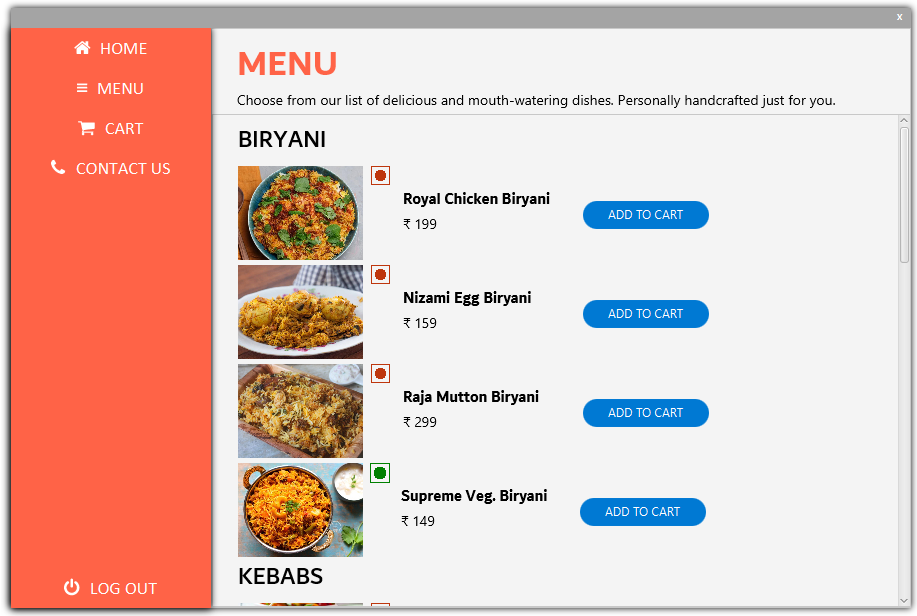 x
HOME
MENU
CART
CONTACT US
LOG OUT
MENU
Choose from our list of delicious and mouth-watering dishes. Personally handcrafted just for you.
BIRYANI
Royal Chicken Biryani
₹ 199
ADD TO CART
Nizami Egg Biryani
₹ 159
ADD TO CART
Raja Mutton Biryani
₹ 299
ADD TO CART
Supreme Veg. Biryani
₹ 149
ADD TO CART
KEBABS